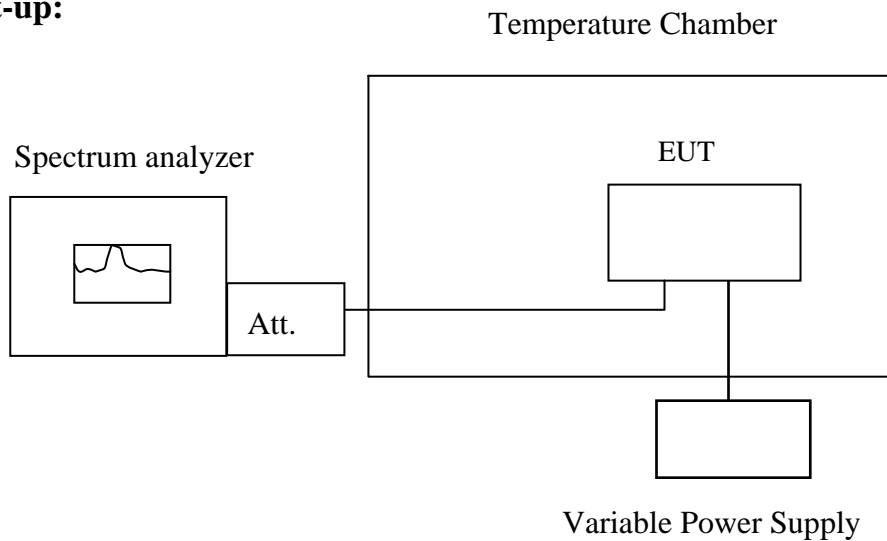 t-up:
Temperature Chamber
Spectrum analyzer
EUT
Att.
Variable Power Supply